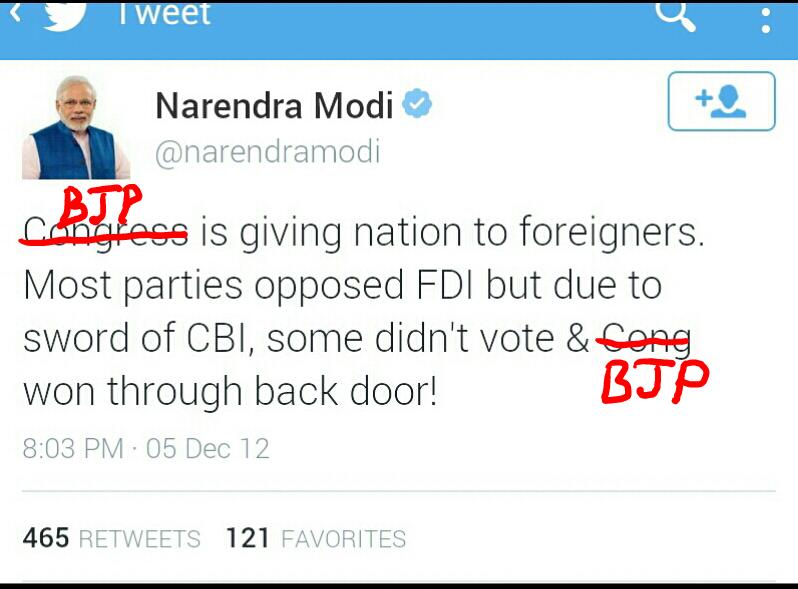 Tweet
Narendra Modi
@narendramodi
BJP
Congress is giving nation to foreigners.
Most parties opposed FDI but due to
sword of CBI, some didn't vote & Cong
BJP
won through back door!
8:03 PM · 05 Dec 12
465 RETWEETS 121 FAVORITES